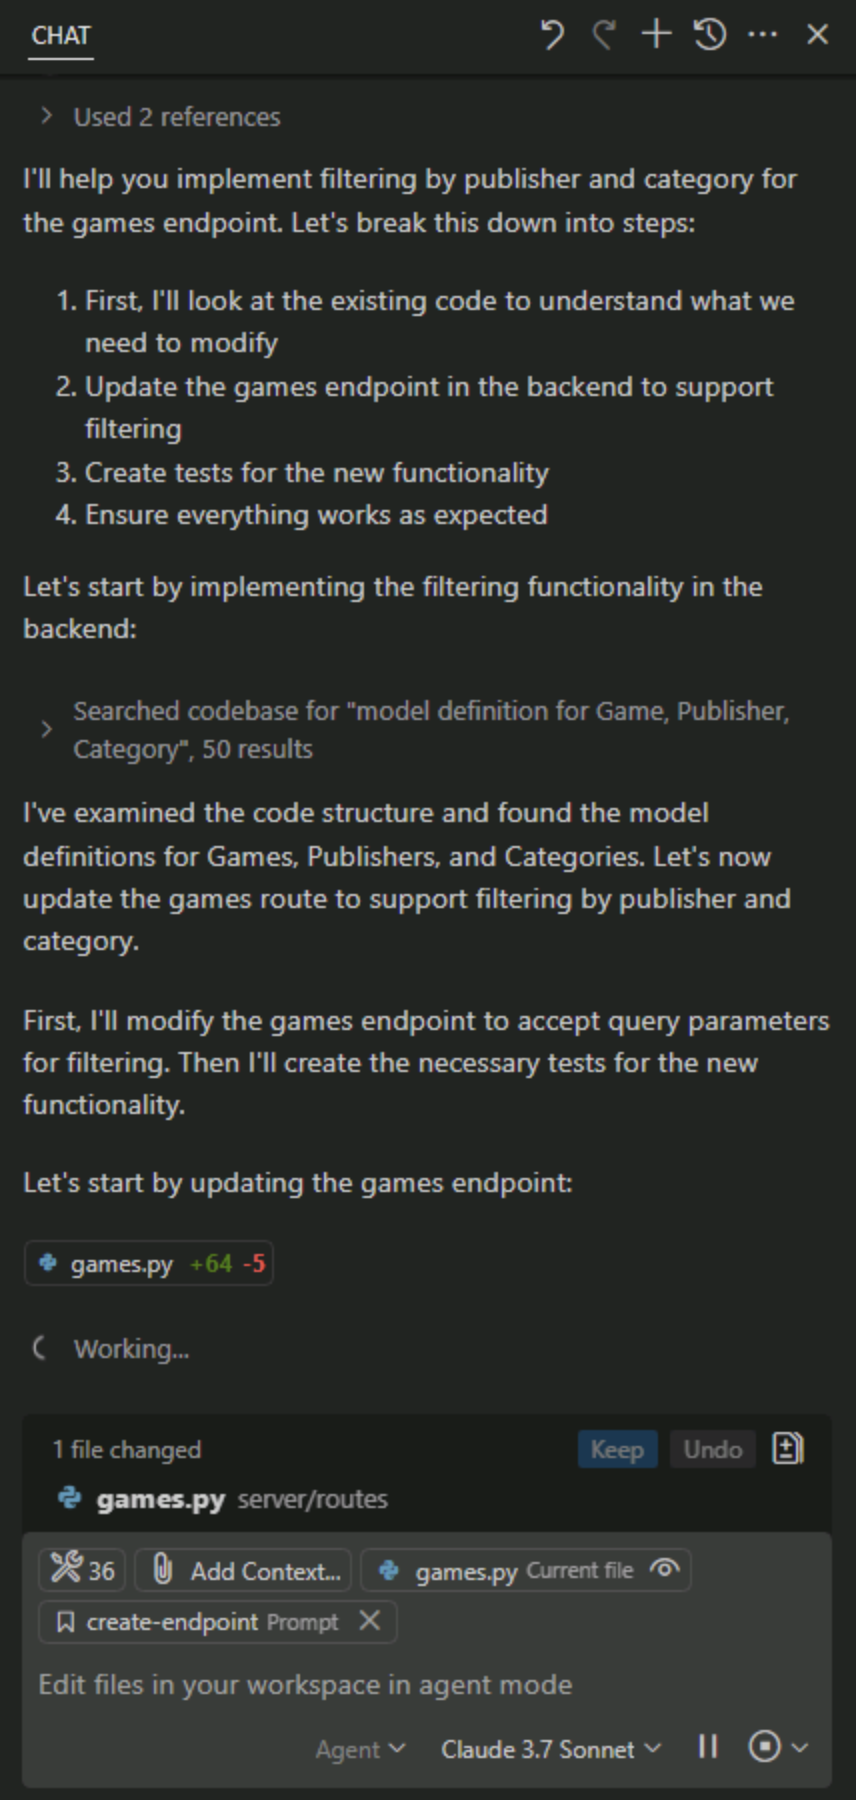 CHAT
Used 2 references
I'll help you implement filtering by publisher and category for
the games endpoint. Let's break this down into steps:
1. First, I'll look at the existing code to understand what we
need to modify
2. Update the games endpoint in the backend to support
filtering
3. Create tests for the new functionality
4. Ensure everything works as expected
Let's start by implementing the filtering functionality in the
backend:
Searched codebase for "model definition for Game, Publisher,
Category", 50 results
I've examined the code structure and found the model
definitions for Games, Publishers, and Categories. Let's now
update the games route to support filtering by publisher and
category.
First, I'll modify the games endpoint to accept query parameters
for filtering. Then I'll create the necessary tests for the new
functionality.
Let's start by updating the games endpoint:
games.py +64 -5
Working...
1 file changed Keep Undo
games.py server/routes
36 Add Context... games.py Current file
create-endpoint Prompt
Edit files in your workspace in agent mode
Agent Claude 3.7 Sonnet